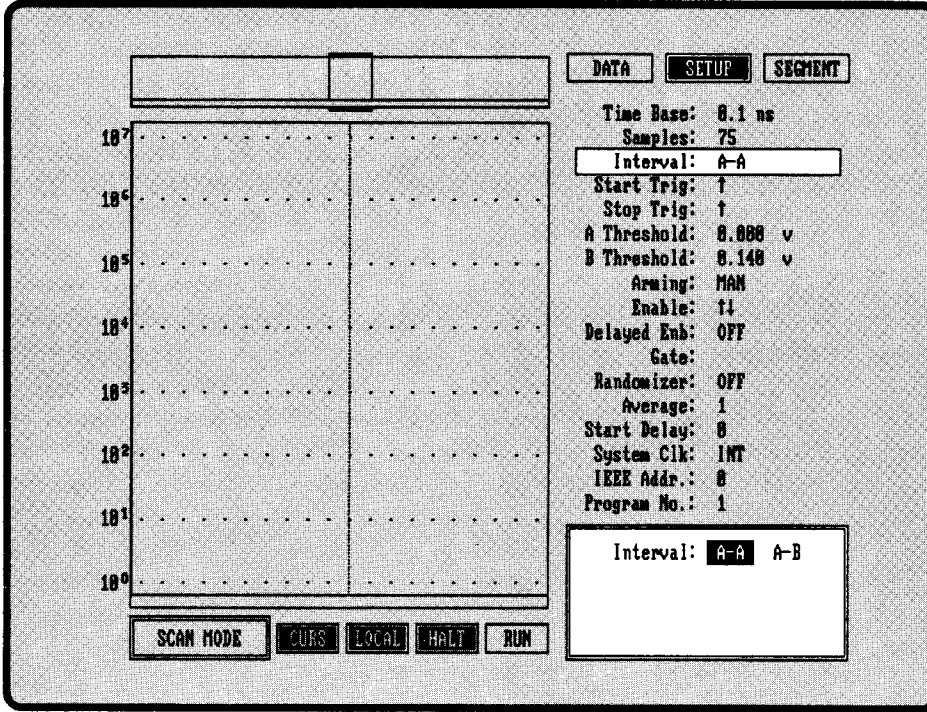 DATA SETUP SEGMENT
Time Base: 0.1 ns
Samples: 75
Interval: A-A
Start Trig: ↑
Stop Trig: ↑
A Threshold: 0.080 v
B Threshold: 0.140 v
Arming: MAN
Enable: ↑↓
Delayed Enb: OFF
Gate:
Randomizer: OFF
Average: 1
Start Delay: 0
System Clk: INT
IEEE Addr.: 0
Program No.: 1
Interval: A-A A-B
10⁷
10⁶
10⁵
10⁴
10³
10²
10¹
10⁰
SCAN MODE CURS LOCAL HALT RUN